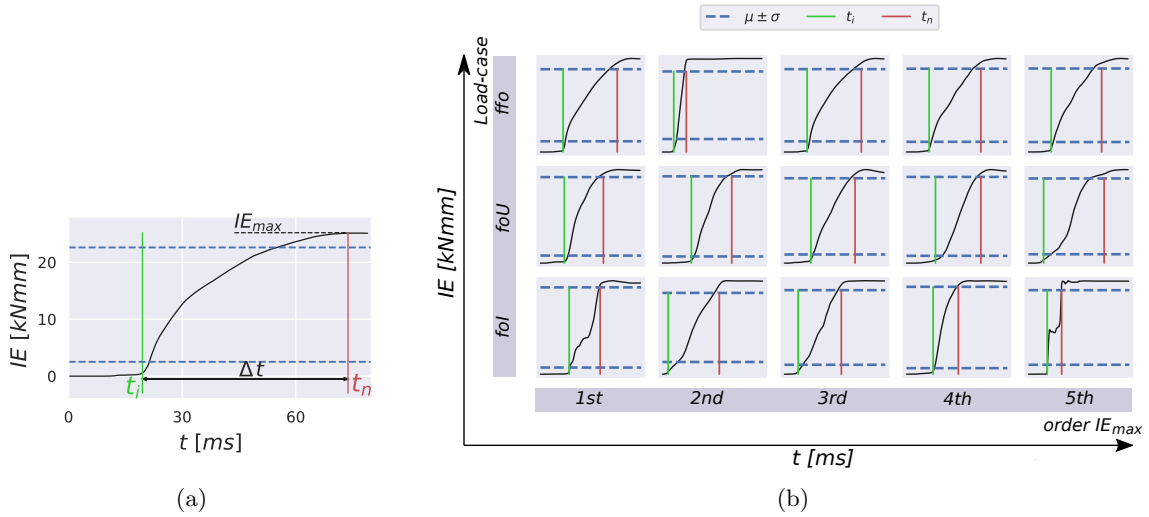 IE_max
IE [kNmm]
20
10
0
Δt
t_i
t_n
0
30
60
t [ms]
(a)
μ ± σ
t_i
t_n
Load-case
IE [kNmm]
ffo
foU
foI
1st
2nd
3rd
4th
5th
order IE_max
t [ms]
(b)